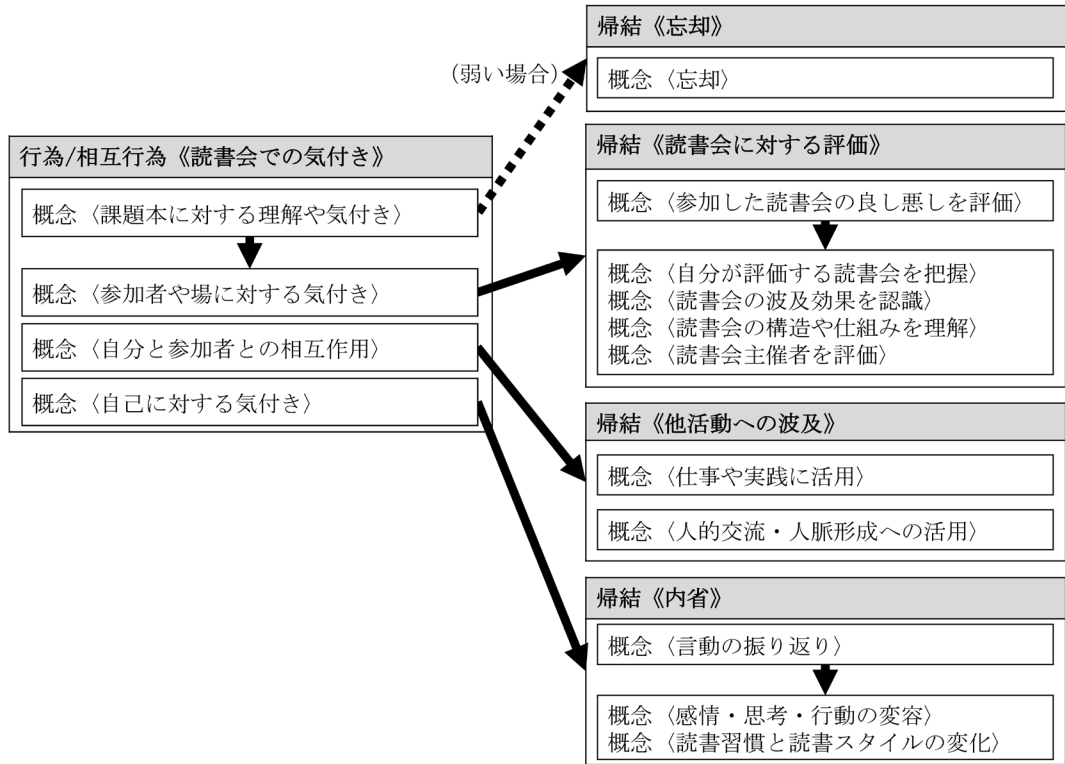 行為/相互行為《読書会での気付き》
概念〈課題本に対する理解や気付き〉
概念〈参加者や場に対する気付き〉
概念〈自分と参加者との相互作用〉
概念〈自己に対する気付き〉
(弱い場合)
帰結《忘却》
概念〈忘却〉
帰結《読書会に対する評価》
概念〈参加した読書会の良し悪しを評価〉
概念〈自分が評価する読書会を把握〉
概念〈読書会の波及効果を認識〉
概念〈読書会の構造や仕組みを理解〉
概念〈読書会主催者を評価〉
帰結《他活動への波及》
概念〈仕事や実践に活用〉
概念〈人的交流・人脈形成への活用〉
帰結《内省》
概念〈言動の振り返り〉
概念〈感情・思考・行動の変容〉
概念〈読書習慣と読書スタイルの変化〉